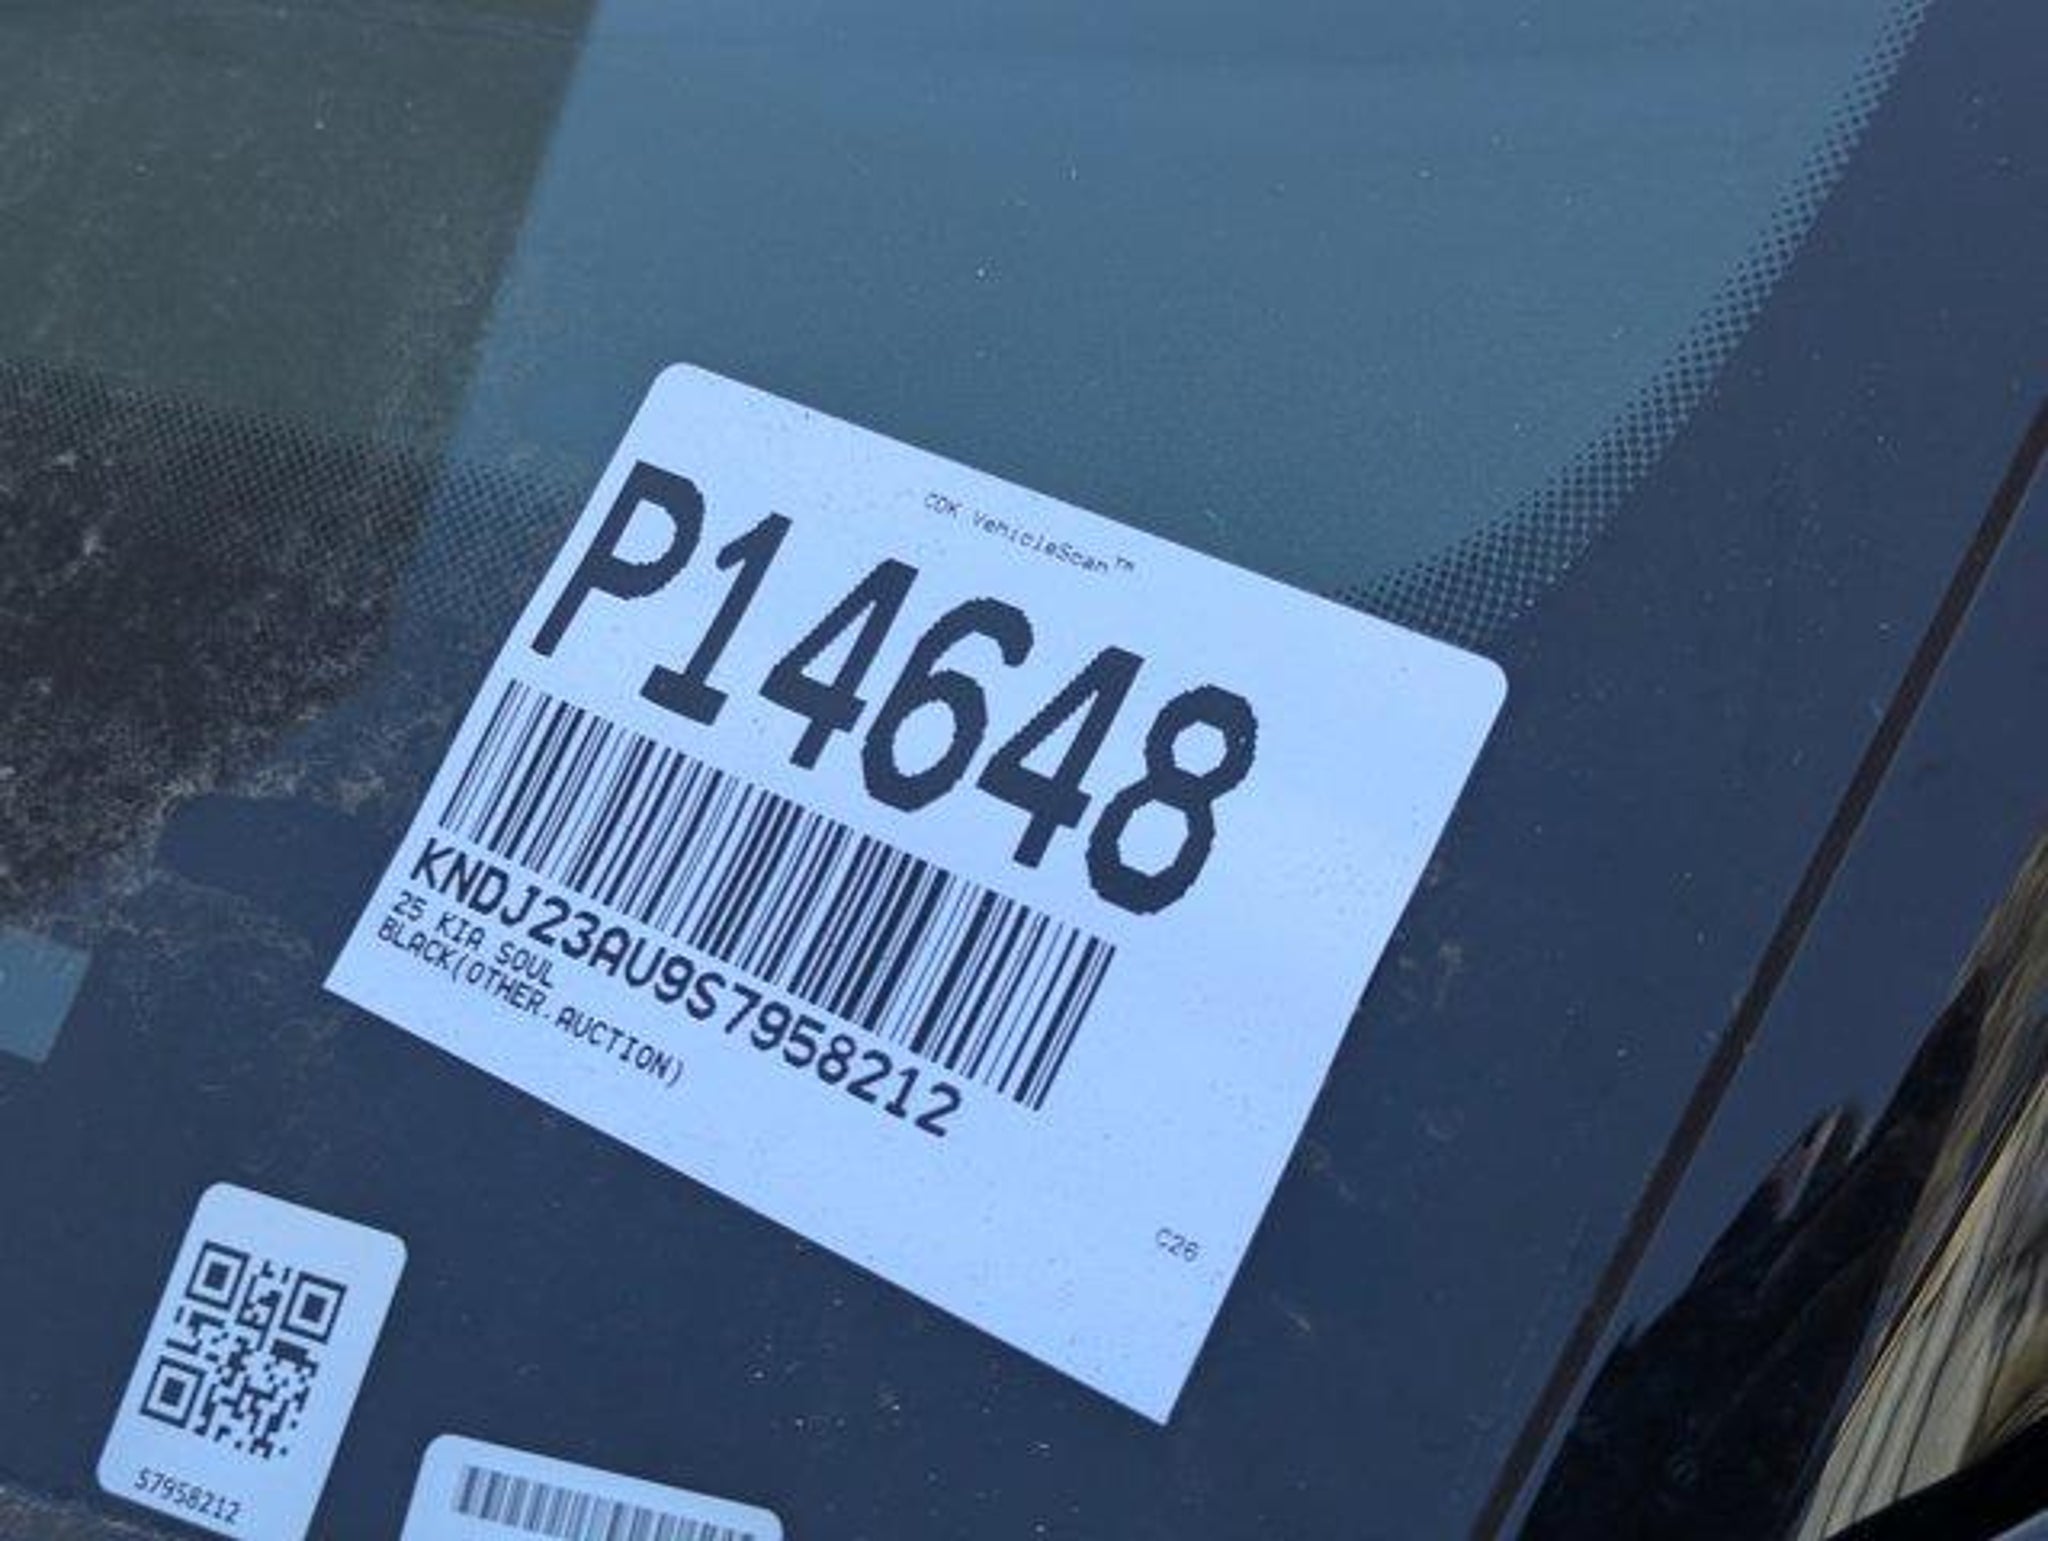 CDK VehicleScan™
P14648
KNDJ23AU9S7958212
25 KIA SOUL
BLACK(OTHER.AUCTION)
C26
S7958212